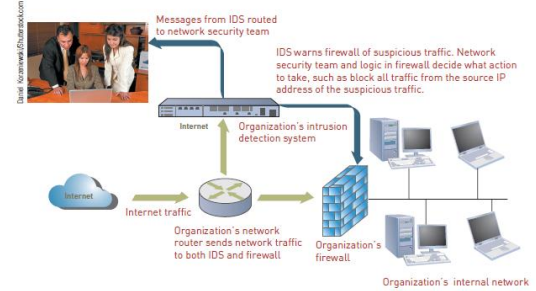 Daniel Korzeniewski/Shutterstock.com
Messages from IDS routed
to network security team
IDS warns firewall of suspicious traffic. Network
security team and logic in firewall decide what action
to take, such as block all traffic from the source IP
address of the suspicious traffic.
Internet
Organization's intrusion
detection system
Internet
Internet traffic
Organization's network
router sends network traffic
to both IDS and firewall
Organization's
firewall
Organization's internal network